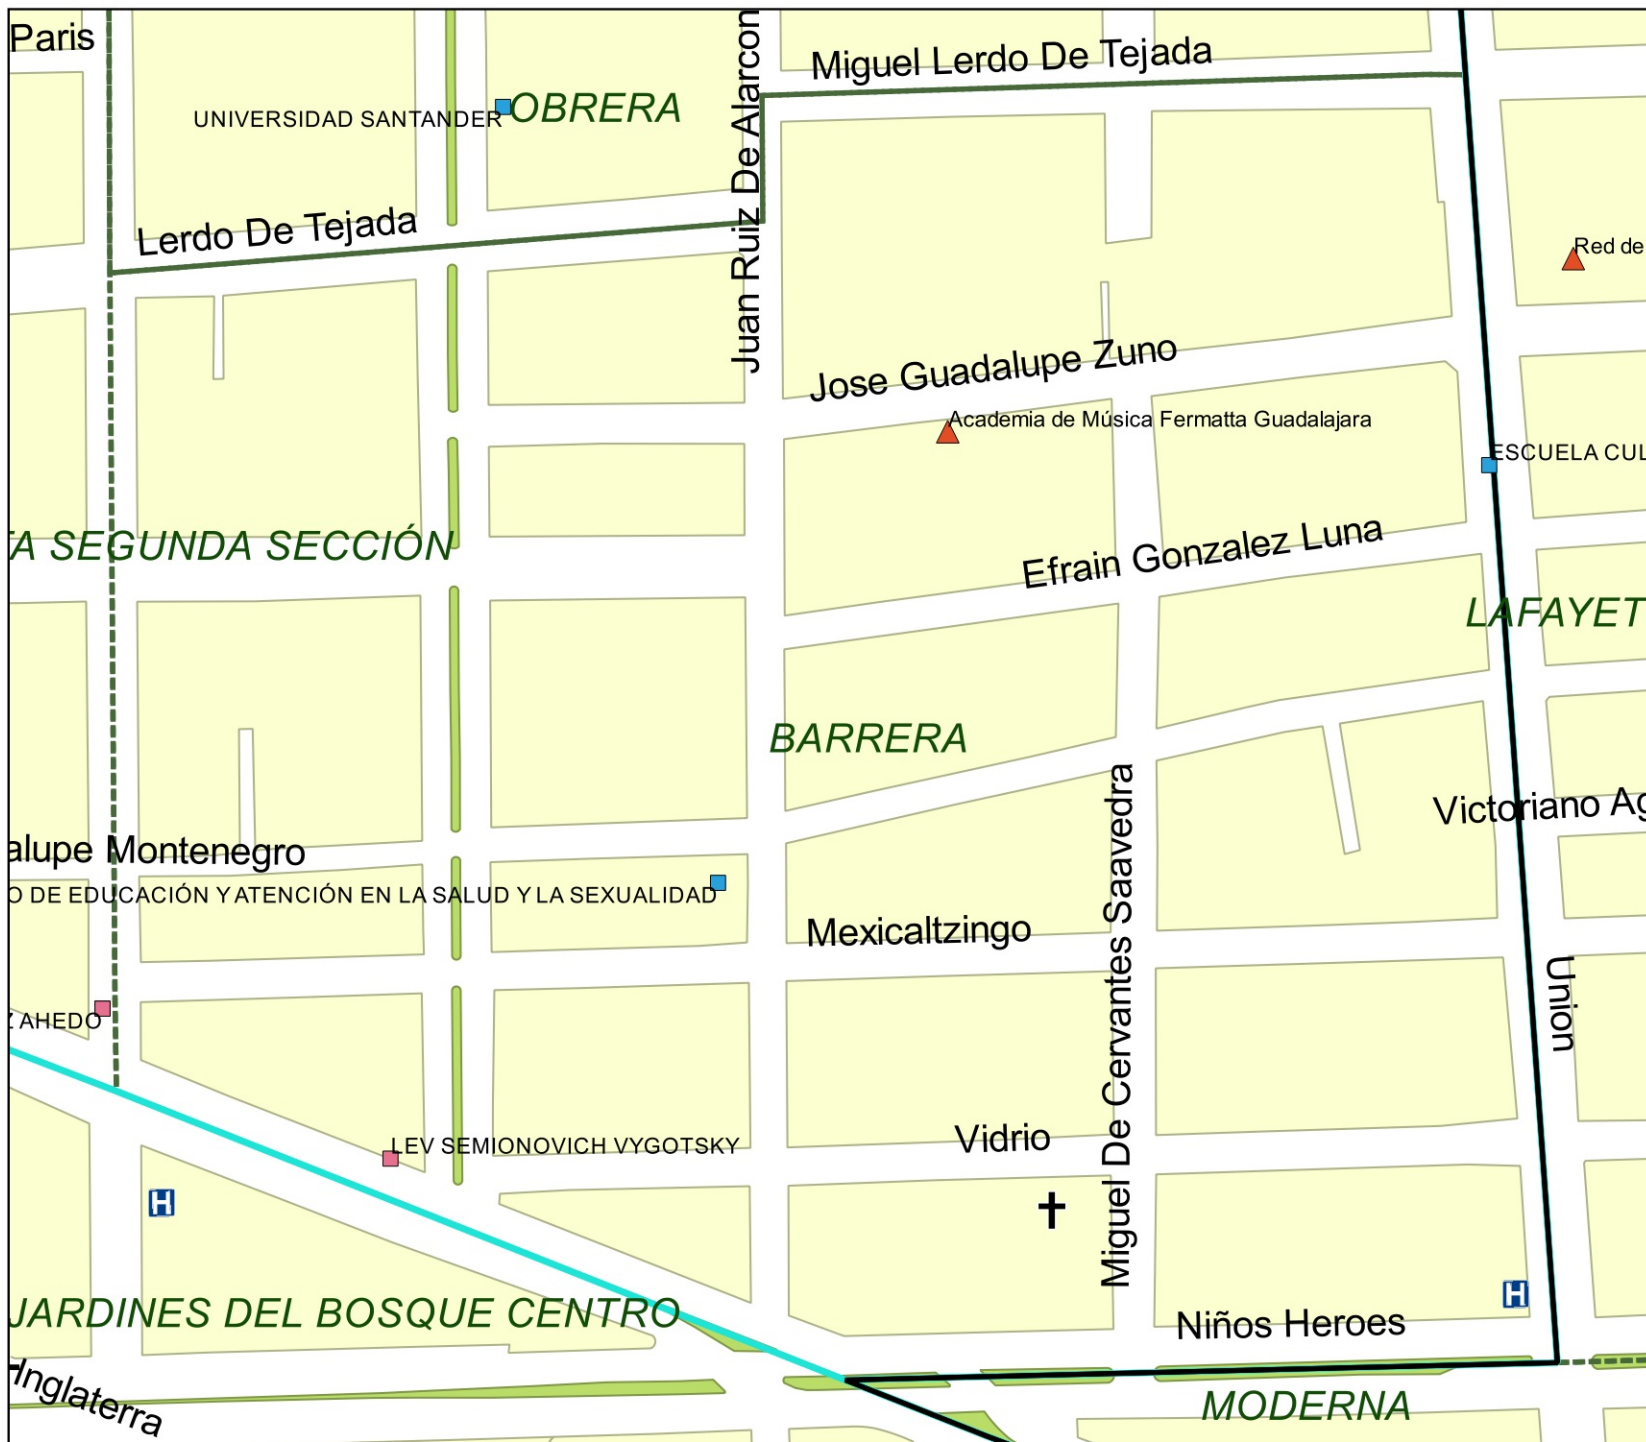 Paris
Miguel Lerdo De Tejada
Juan Ruiz De Alarcon
UNIVERSIDAD SANTANDER
OBRERA
Lerdo De Tejada
Red de
Jose Guadalupe Zuno
Academia de Música Fermatta Guadalajara
ESCUELA CUL
TA SEGUNDA SECCIÓN
Efrain Gonzalez Luna
LAFAYET
BARRERA
Victoriano Ag
alupe Montenegro
O DE EDUCACIÓN Y ATENCIÓN EN LA SALUD Y LA SEXUALIDAD
Mexicaltzingo
Miguel De Cervantes Saavedra
Union
Z AHEDO
LEV SEMIONOVICH VYGOTSKY
Vidrio
H
H
JARDINES DEL BOSQUE CENTRO
Niños Heroes
Inglaterra
MODERNA